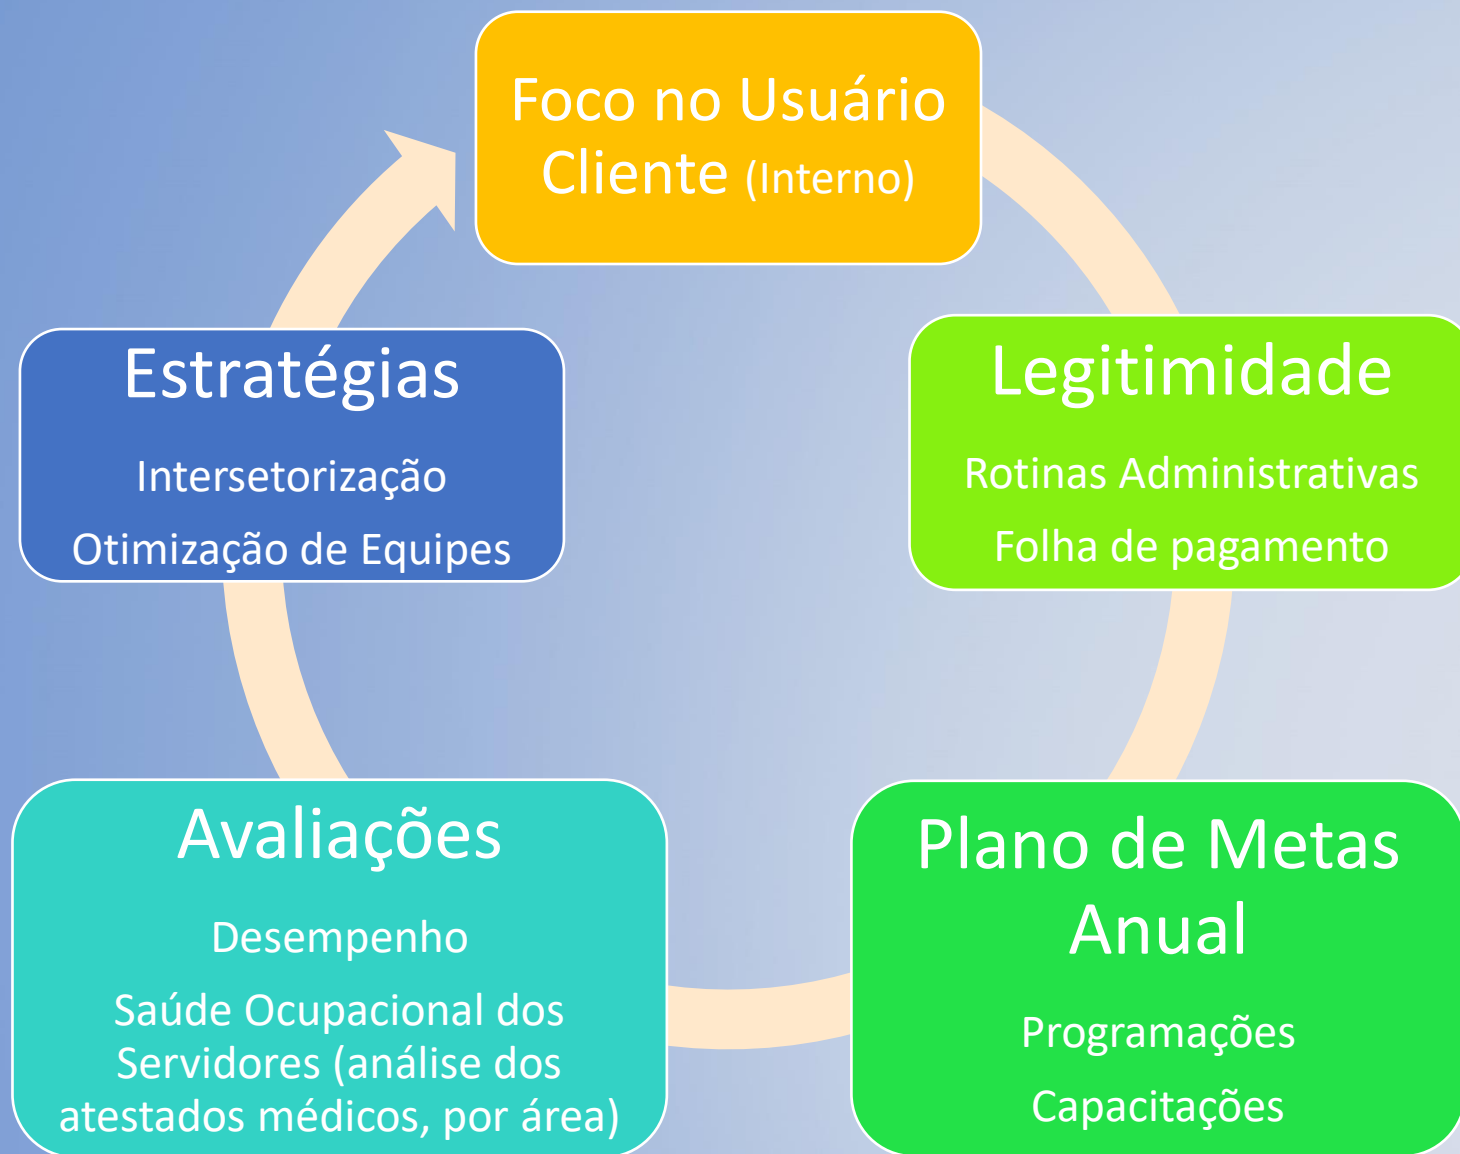 Foco no Usuário
Cliente (Interno)
Legitimidade
Rotinas Administrativas
Folha de pagamento
Plano de Metas
Anual
Programações
Capacitações
Avaliações
Desempenho
Saúde Ocupacional dos
Servidores (análise dos
atestados médicos, por área)
Estratégias
Intersetorização
Otimização de Equipes